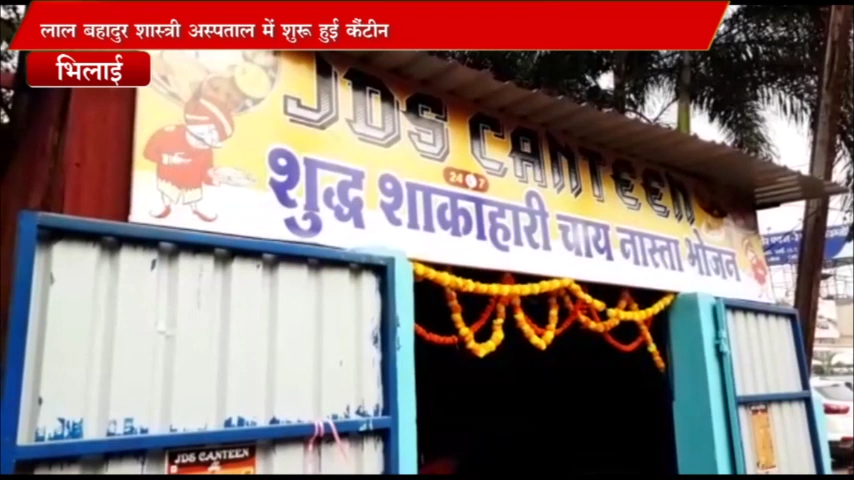 लाल बहादुर शास्त्री अस्पताल में शुरू हुई कैंटीन
भिलाई
JDS CANTEEN
24 7
शुद्ध शाकाहारी चाय नास्ता भोजन
JDS CANTEEN